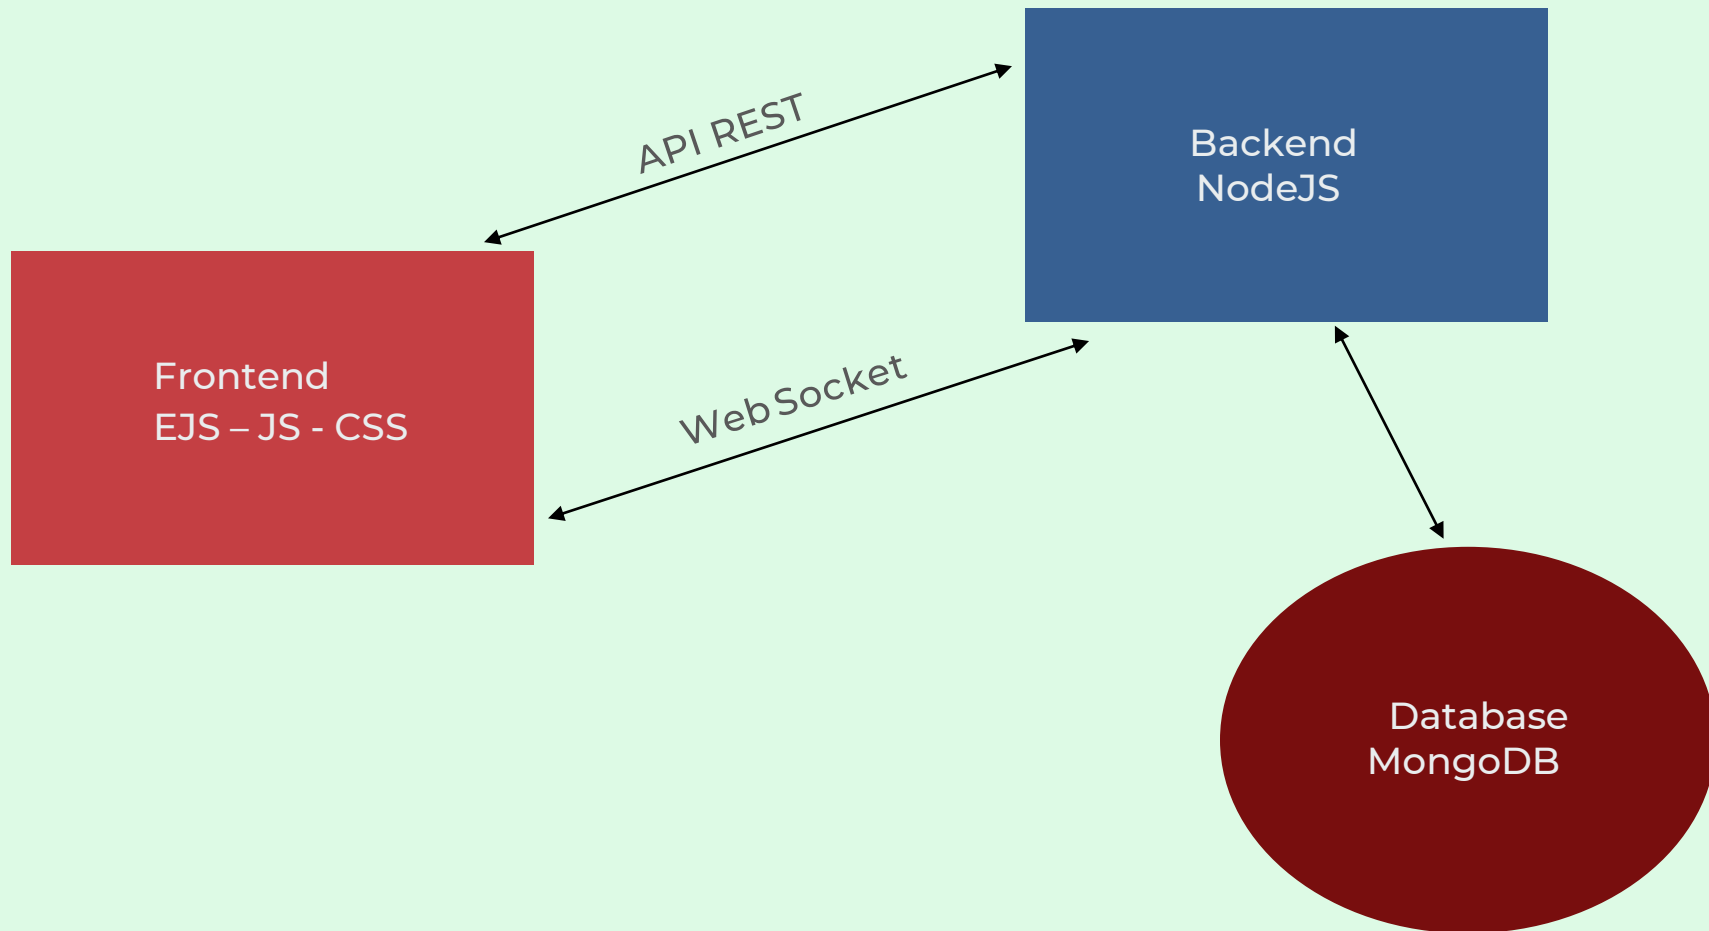 API REST
Backend
NodeJS
Frontend
EJS – JS - CSS
WebSocket
Database
MongoDB